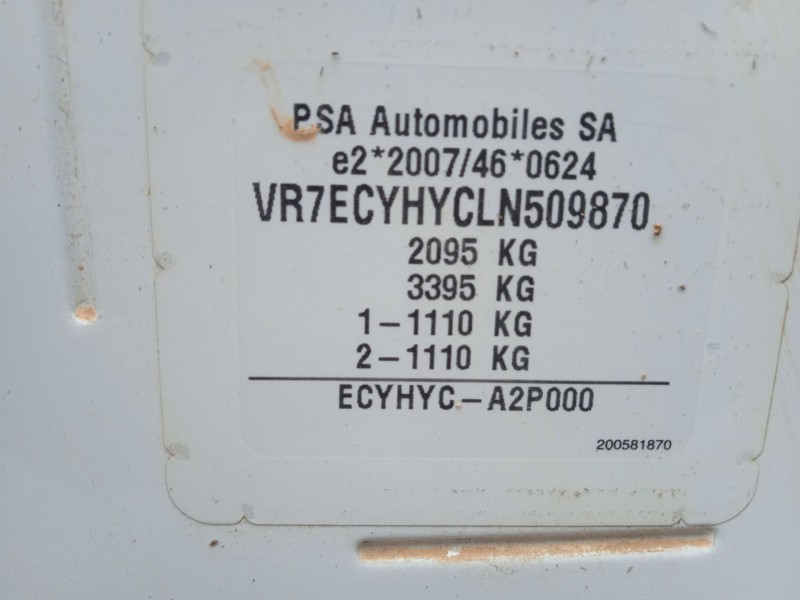 PSA Automobiles SA
e2*2007/46*0624
VR7ECYHYCLN509870
2095 KG
3395 KG
1-1110 KG
2-1110 KG
ECYHYC-A2P000
200581870